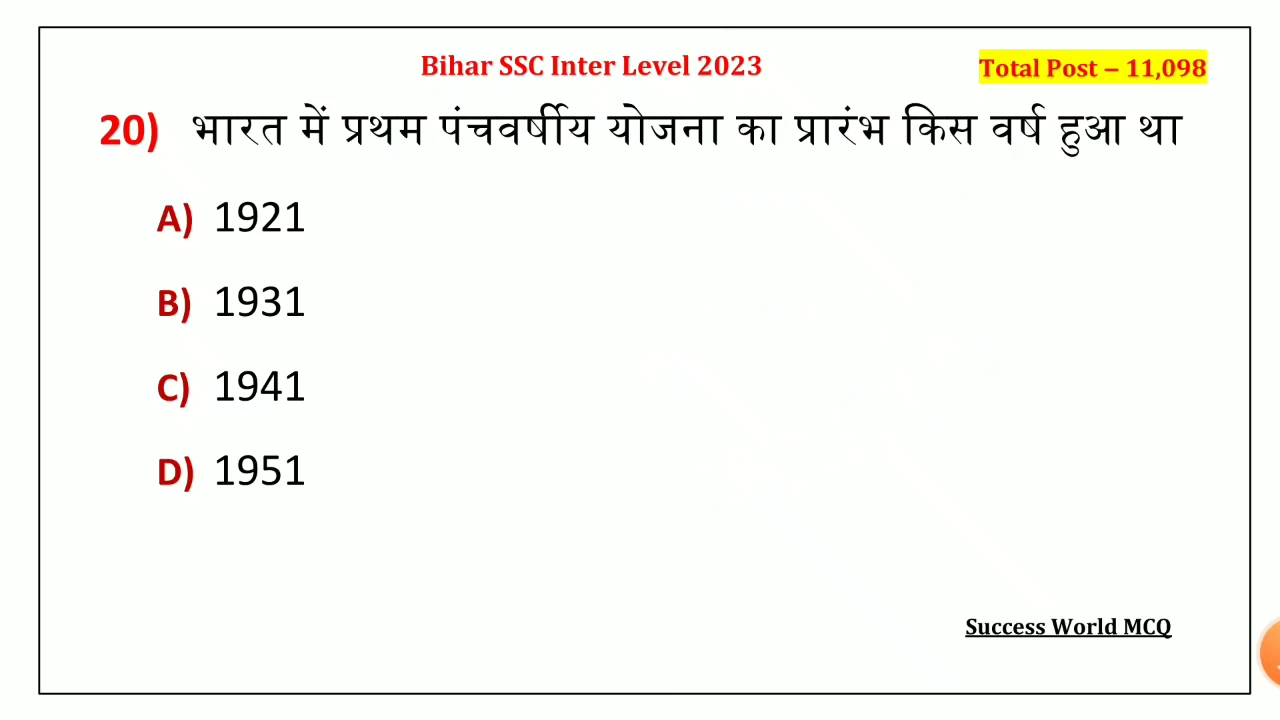 Bihar SSC Inter Level 2023
Total Post – 11,098
20) भारत में प्रथम पंचवर्षीय योजना का प्रारंभ किस वर्ष हुआ था
A) 1921
B) 1931
C) 1941
D) 1951
Success World MCQ